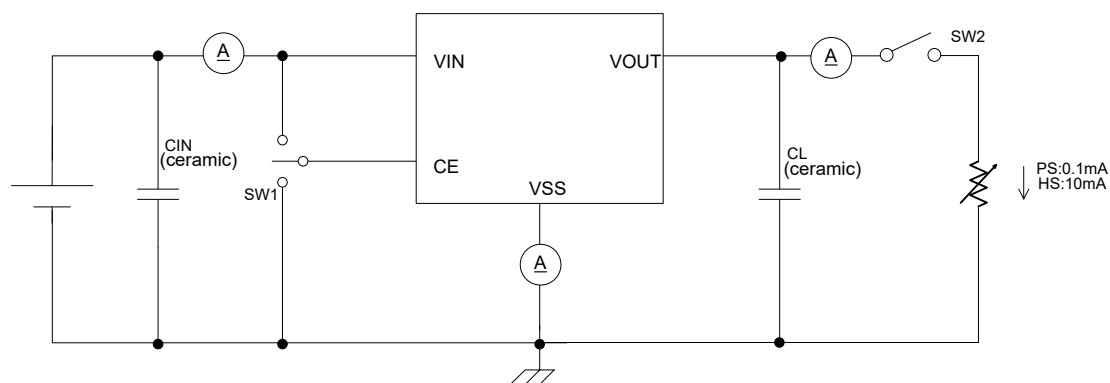 A
VIN
VOUT
A
SW2
CIN
(ceramic)
SW1
CE
VSS
CL
(ceramic)
PS:0.1mA
HS:10mA
A